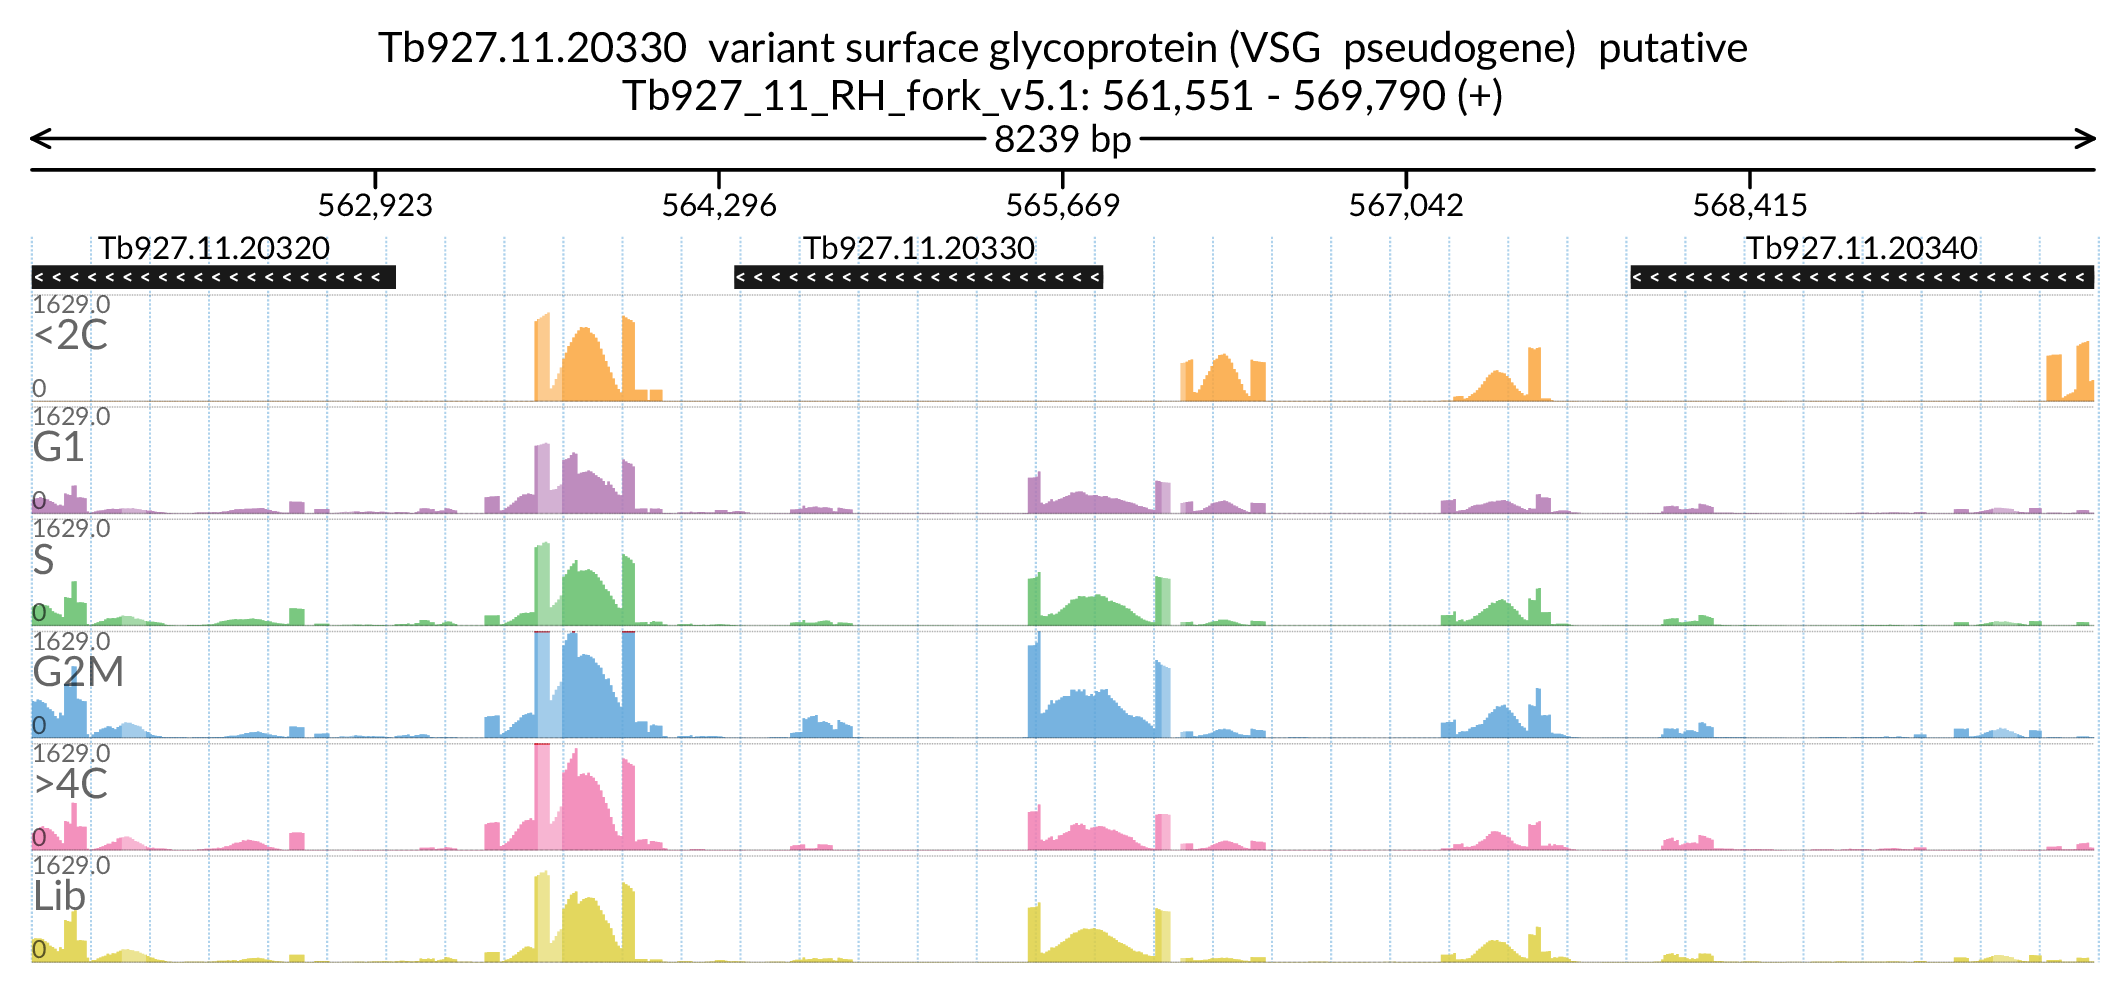 Tb927.11.20330  variant surface glycoprotein (VSG  pseudogene)  putative
Tb927_11_RH_fork_v5.1: 561,551 - 569,790 (+)
8239 bp
562,923 564,296 565,669 567,042 568,415
Tb927.11.20320 Tb927.11.20330 Tb927.11.20340
1629.0
<2C
0
1629.0
G1
0
1629.0
S
0
1629.0
G2M
0
1629.0
>4C
0
1629.0
Lib
0